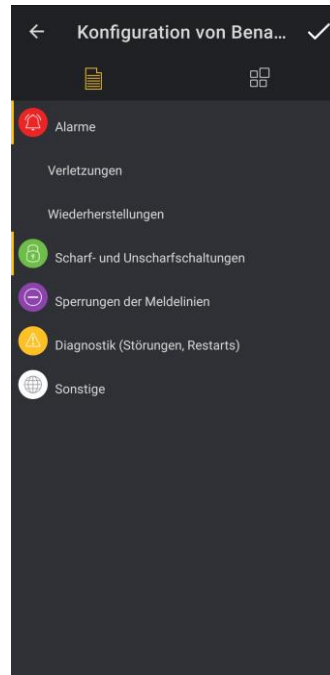 Konfiguration von Bena...
Alarme
Verletzungen
Wiederherstellungen
Scharf- und Unscharfschaltungen
Sperrungen der Meldelinien
Diagnostik (Störungen, Restarts)
Sonstige